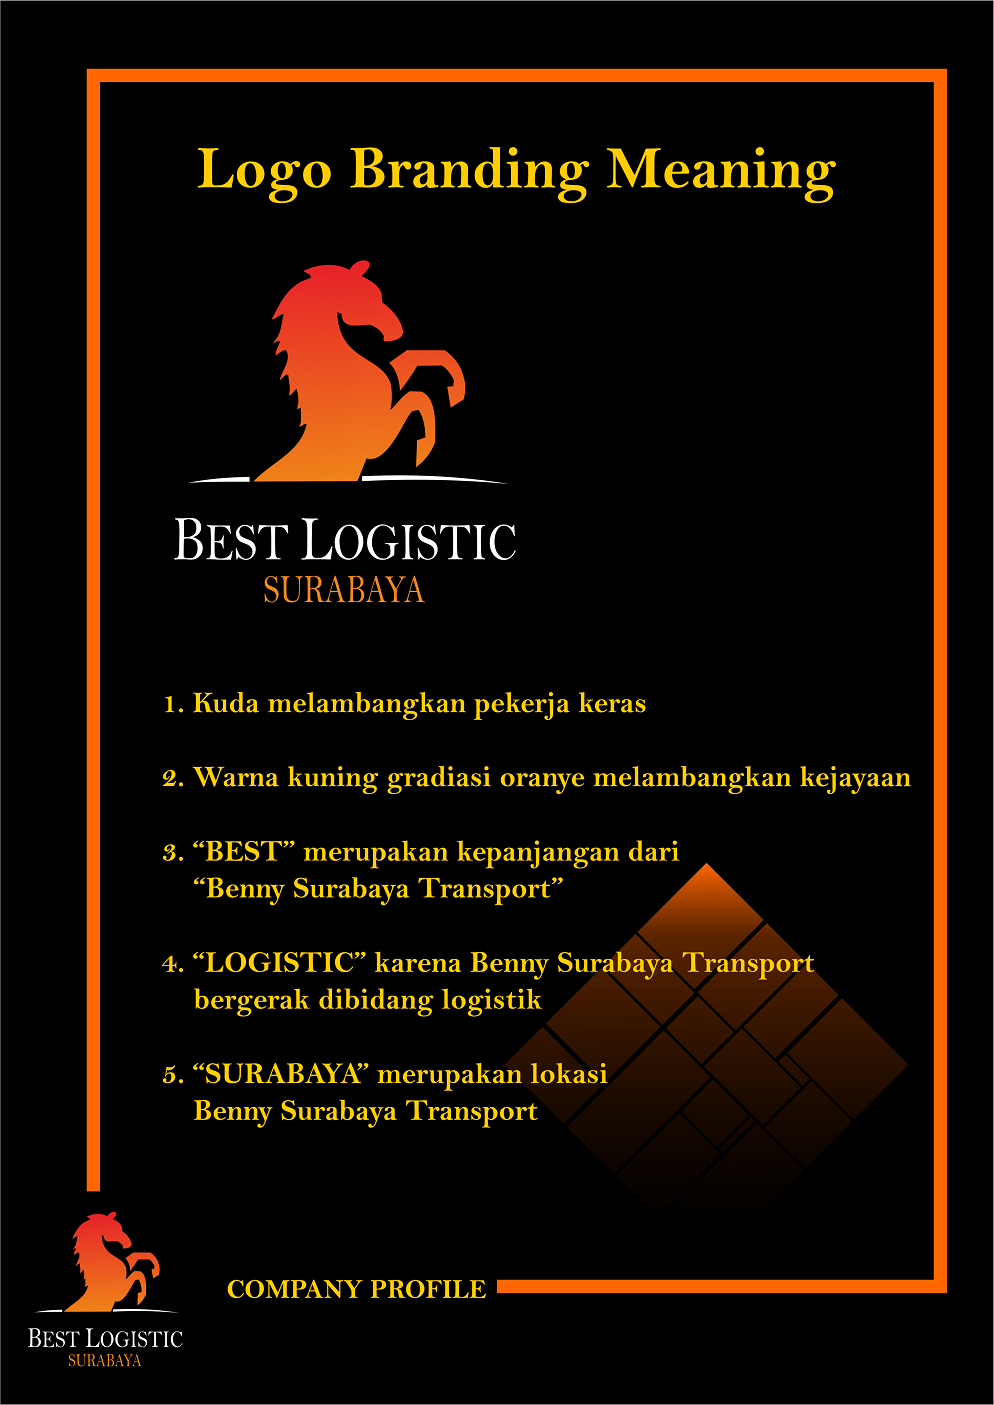 Logo Branding Meaning
BEST LOGISTIC
SURABAYA
1. Kuda melambangkan pekerja keras
2. Warna kuning gradiasi oranye melambangkan kejayaan
3. “BEST” merupakan kepanjangan dari
“Benny Surabaya Transport”
4. “LOGISTIC” karena Benny Surabaya Transport
bergerak dibidang logistik
5. “SURABAYA” merupakan lokasi
Benny Surabaya Transport
COMPANY PROFILE
BEST LOGISTIC
SURABAYA